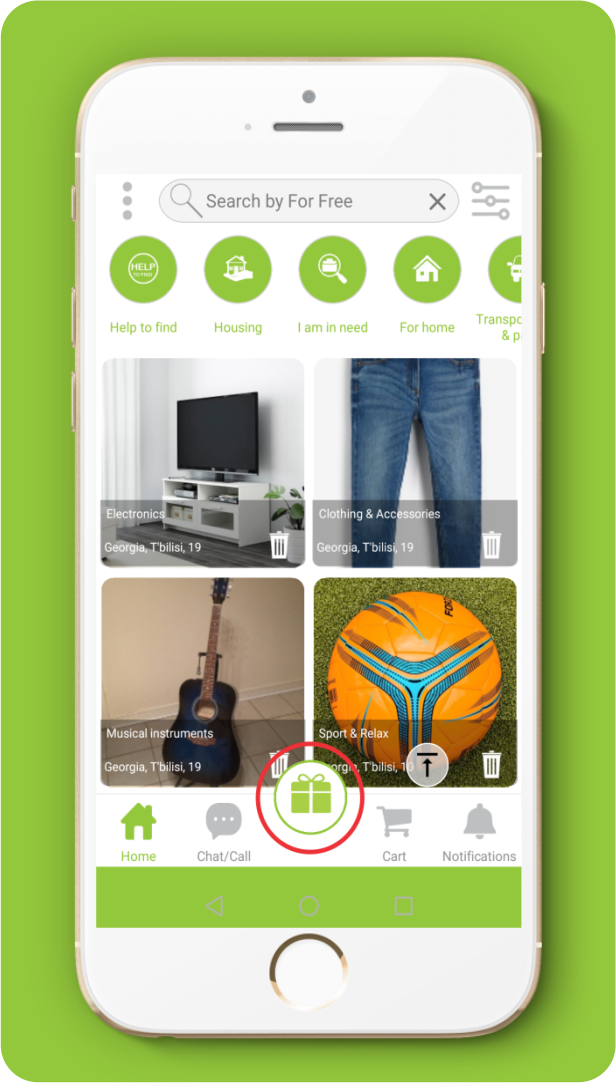 Search by For Free
HELP
TO FIND
Help to find
Housing
I am in need
For home
Transpo
& p
Electronics
Georgia, T'bilisi, 19
Clothing & Accessories
Georgia, T'bilisi, 19
Musical instruments
Georgia, T'bilisi, 19
Sport & Relax
Georgia, T'bilisi, 10
Home
Chat/Call
Cart
Notifications